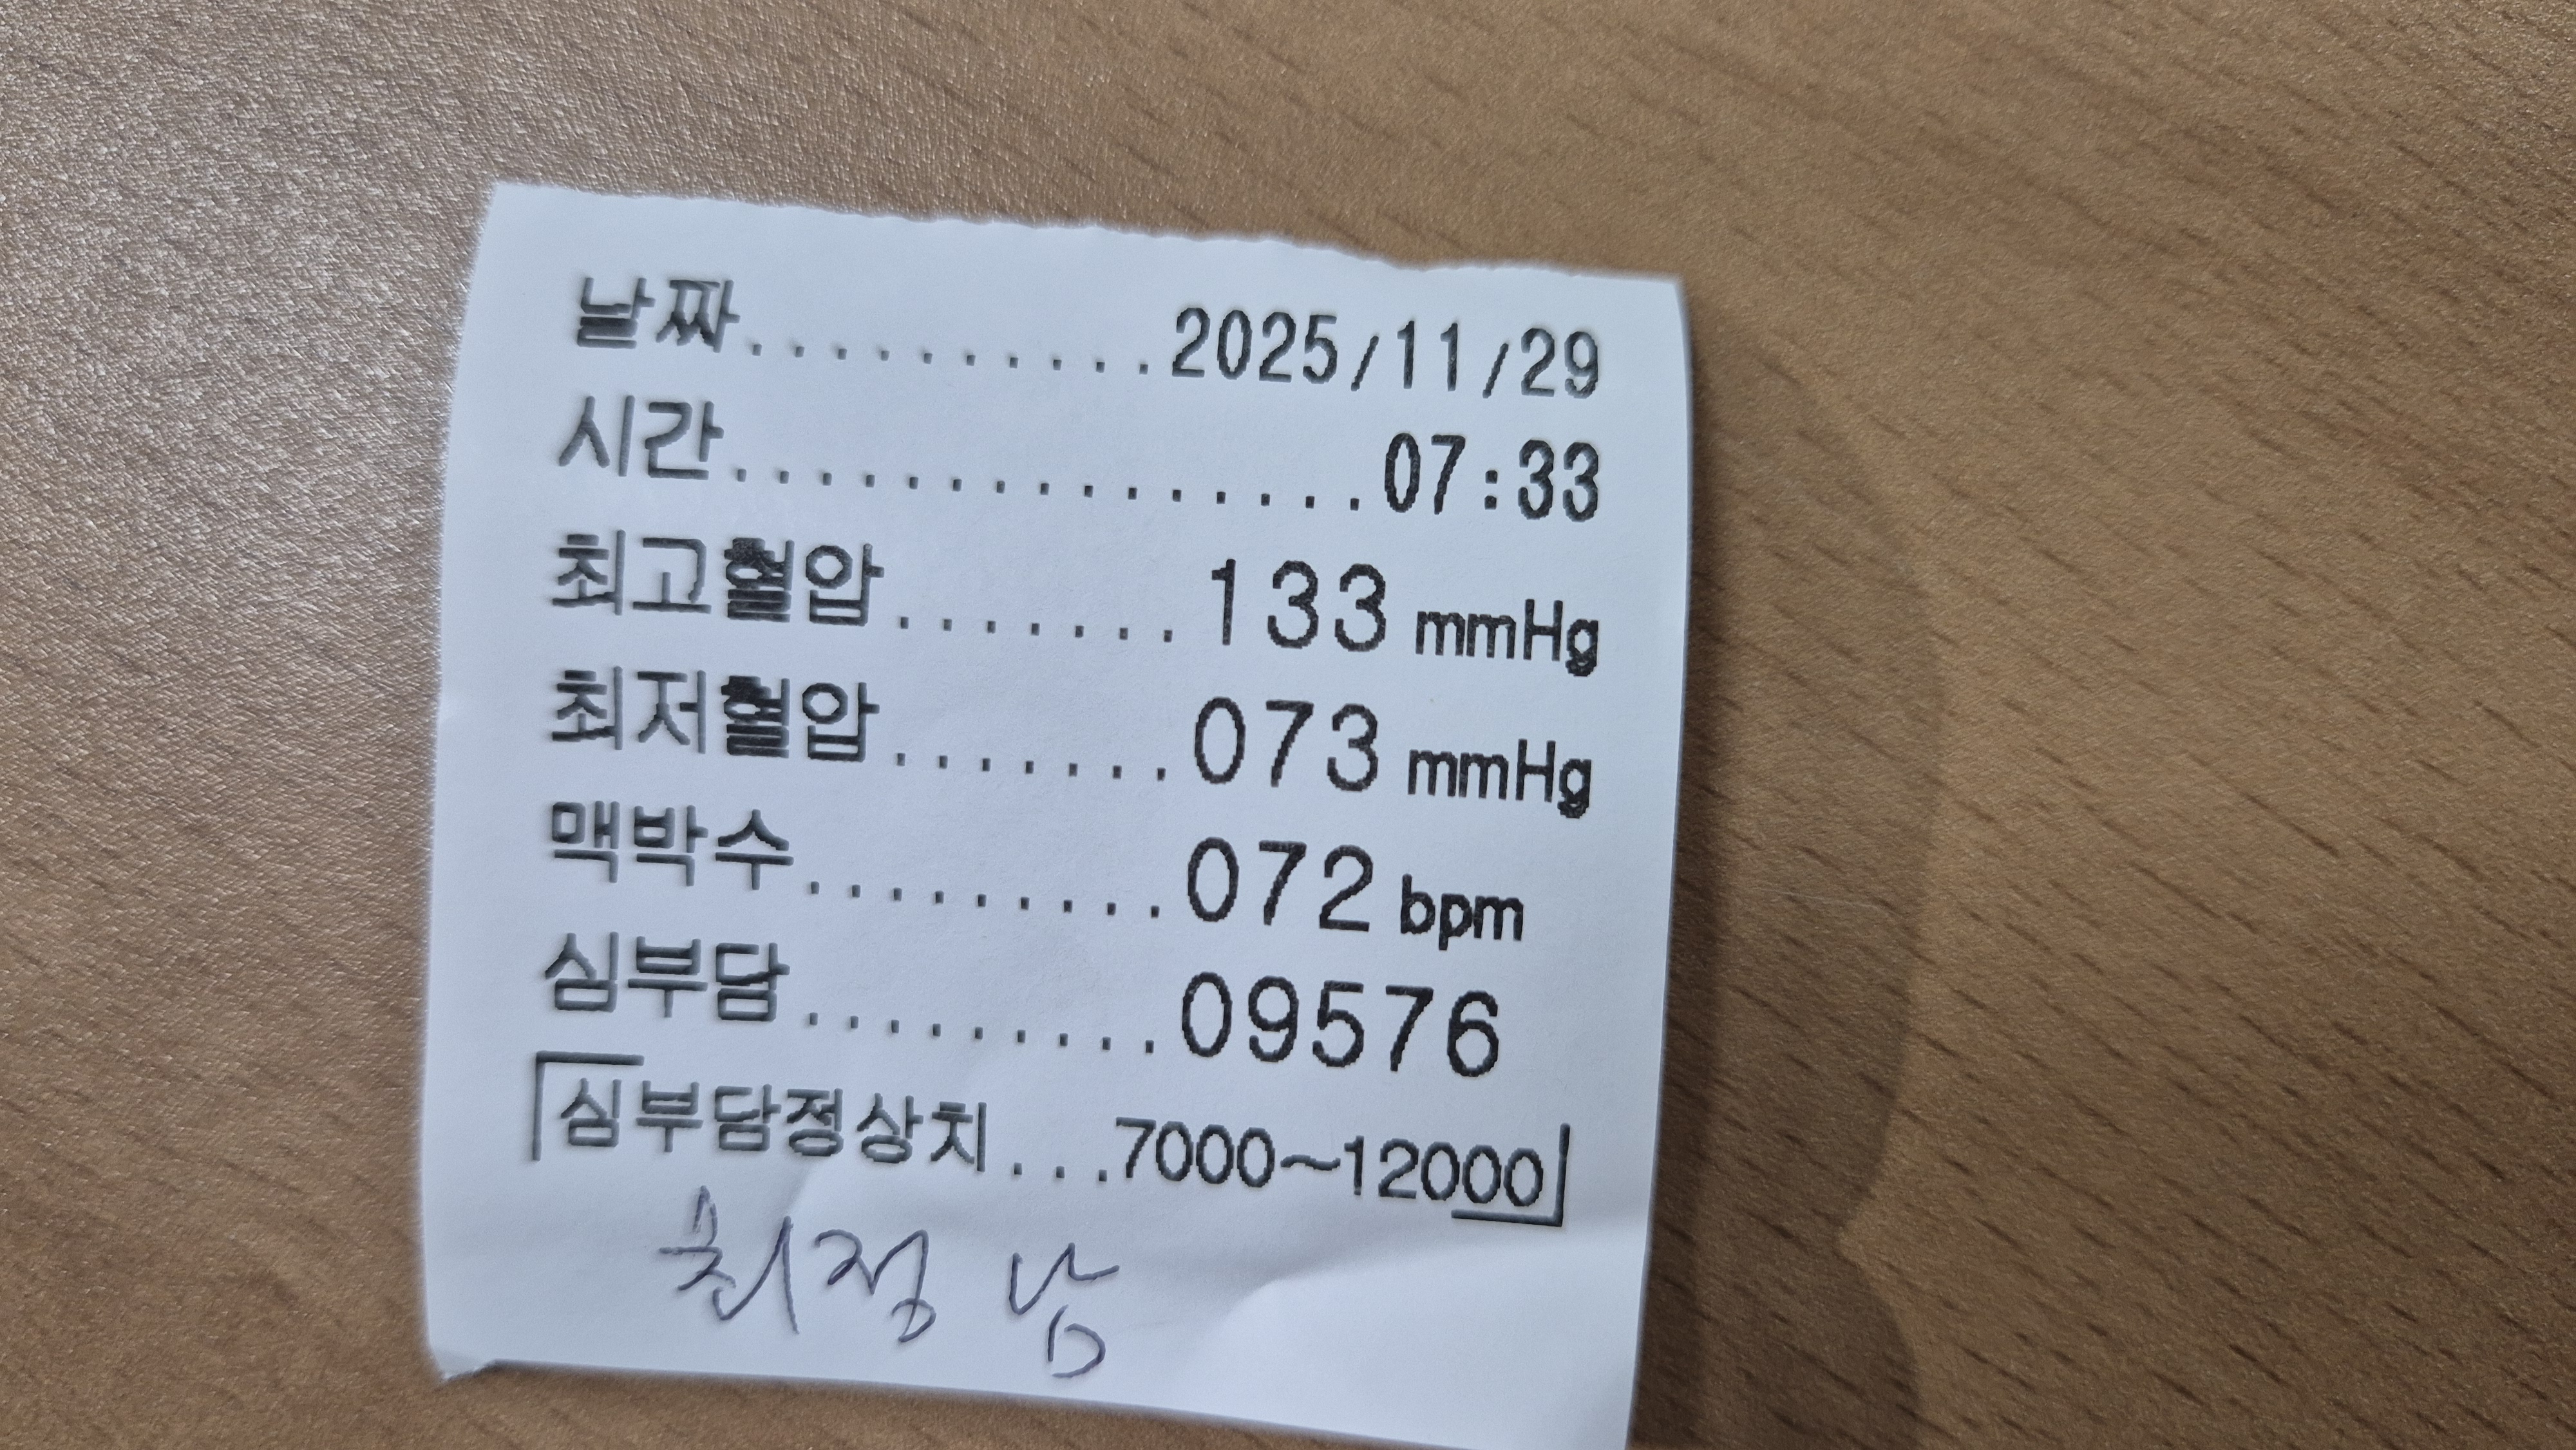 날짜..........2025/11/29
시간................07:33
최고혈압.......133 mmHg
최저혈압.......073 mmHg
맥박수.........072 bpm
심부담.........09576
「심부담정상치...7000~12000」
최정남